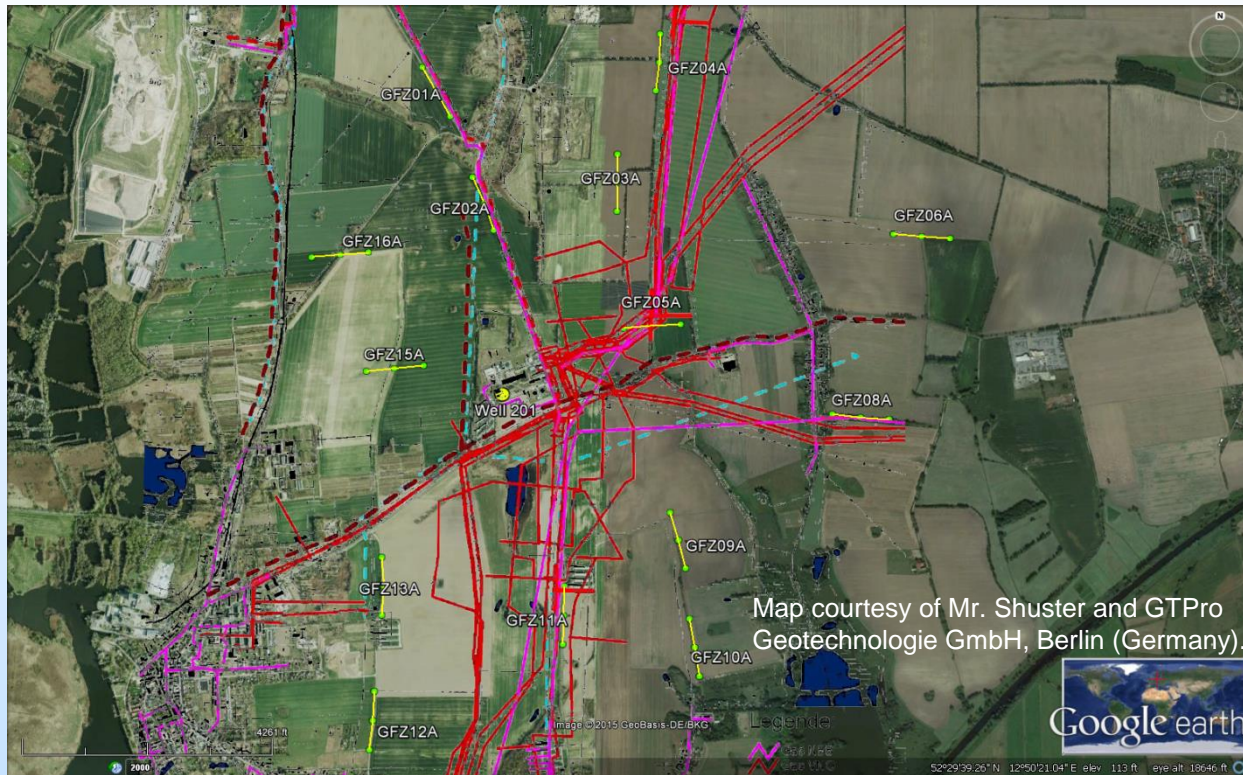 N
GFZ04A
GFZ01A
GFZ03A
GFZ02A
GFZ06A
GFZ16A
GFZ05A
GFZ15A
Well 201
GFZ08A
GFZ09A
GFZ13A
GFZ11A
Map courtesy of Mr. Shuster and GTPro
Geotechnologie GmbH, Berlin (Germany).
GFZ10A
GFZ12A
Image © 2015 GeoBasis-DE/BKG
Legende
4261 ft
Google earth
2000
52°29'39.26" N 12°50'21.04" E elev 113 ft eye alt 18646 ft